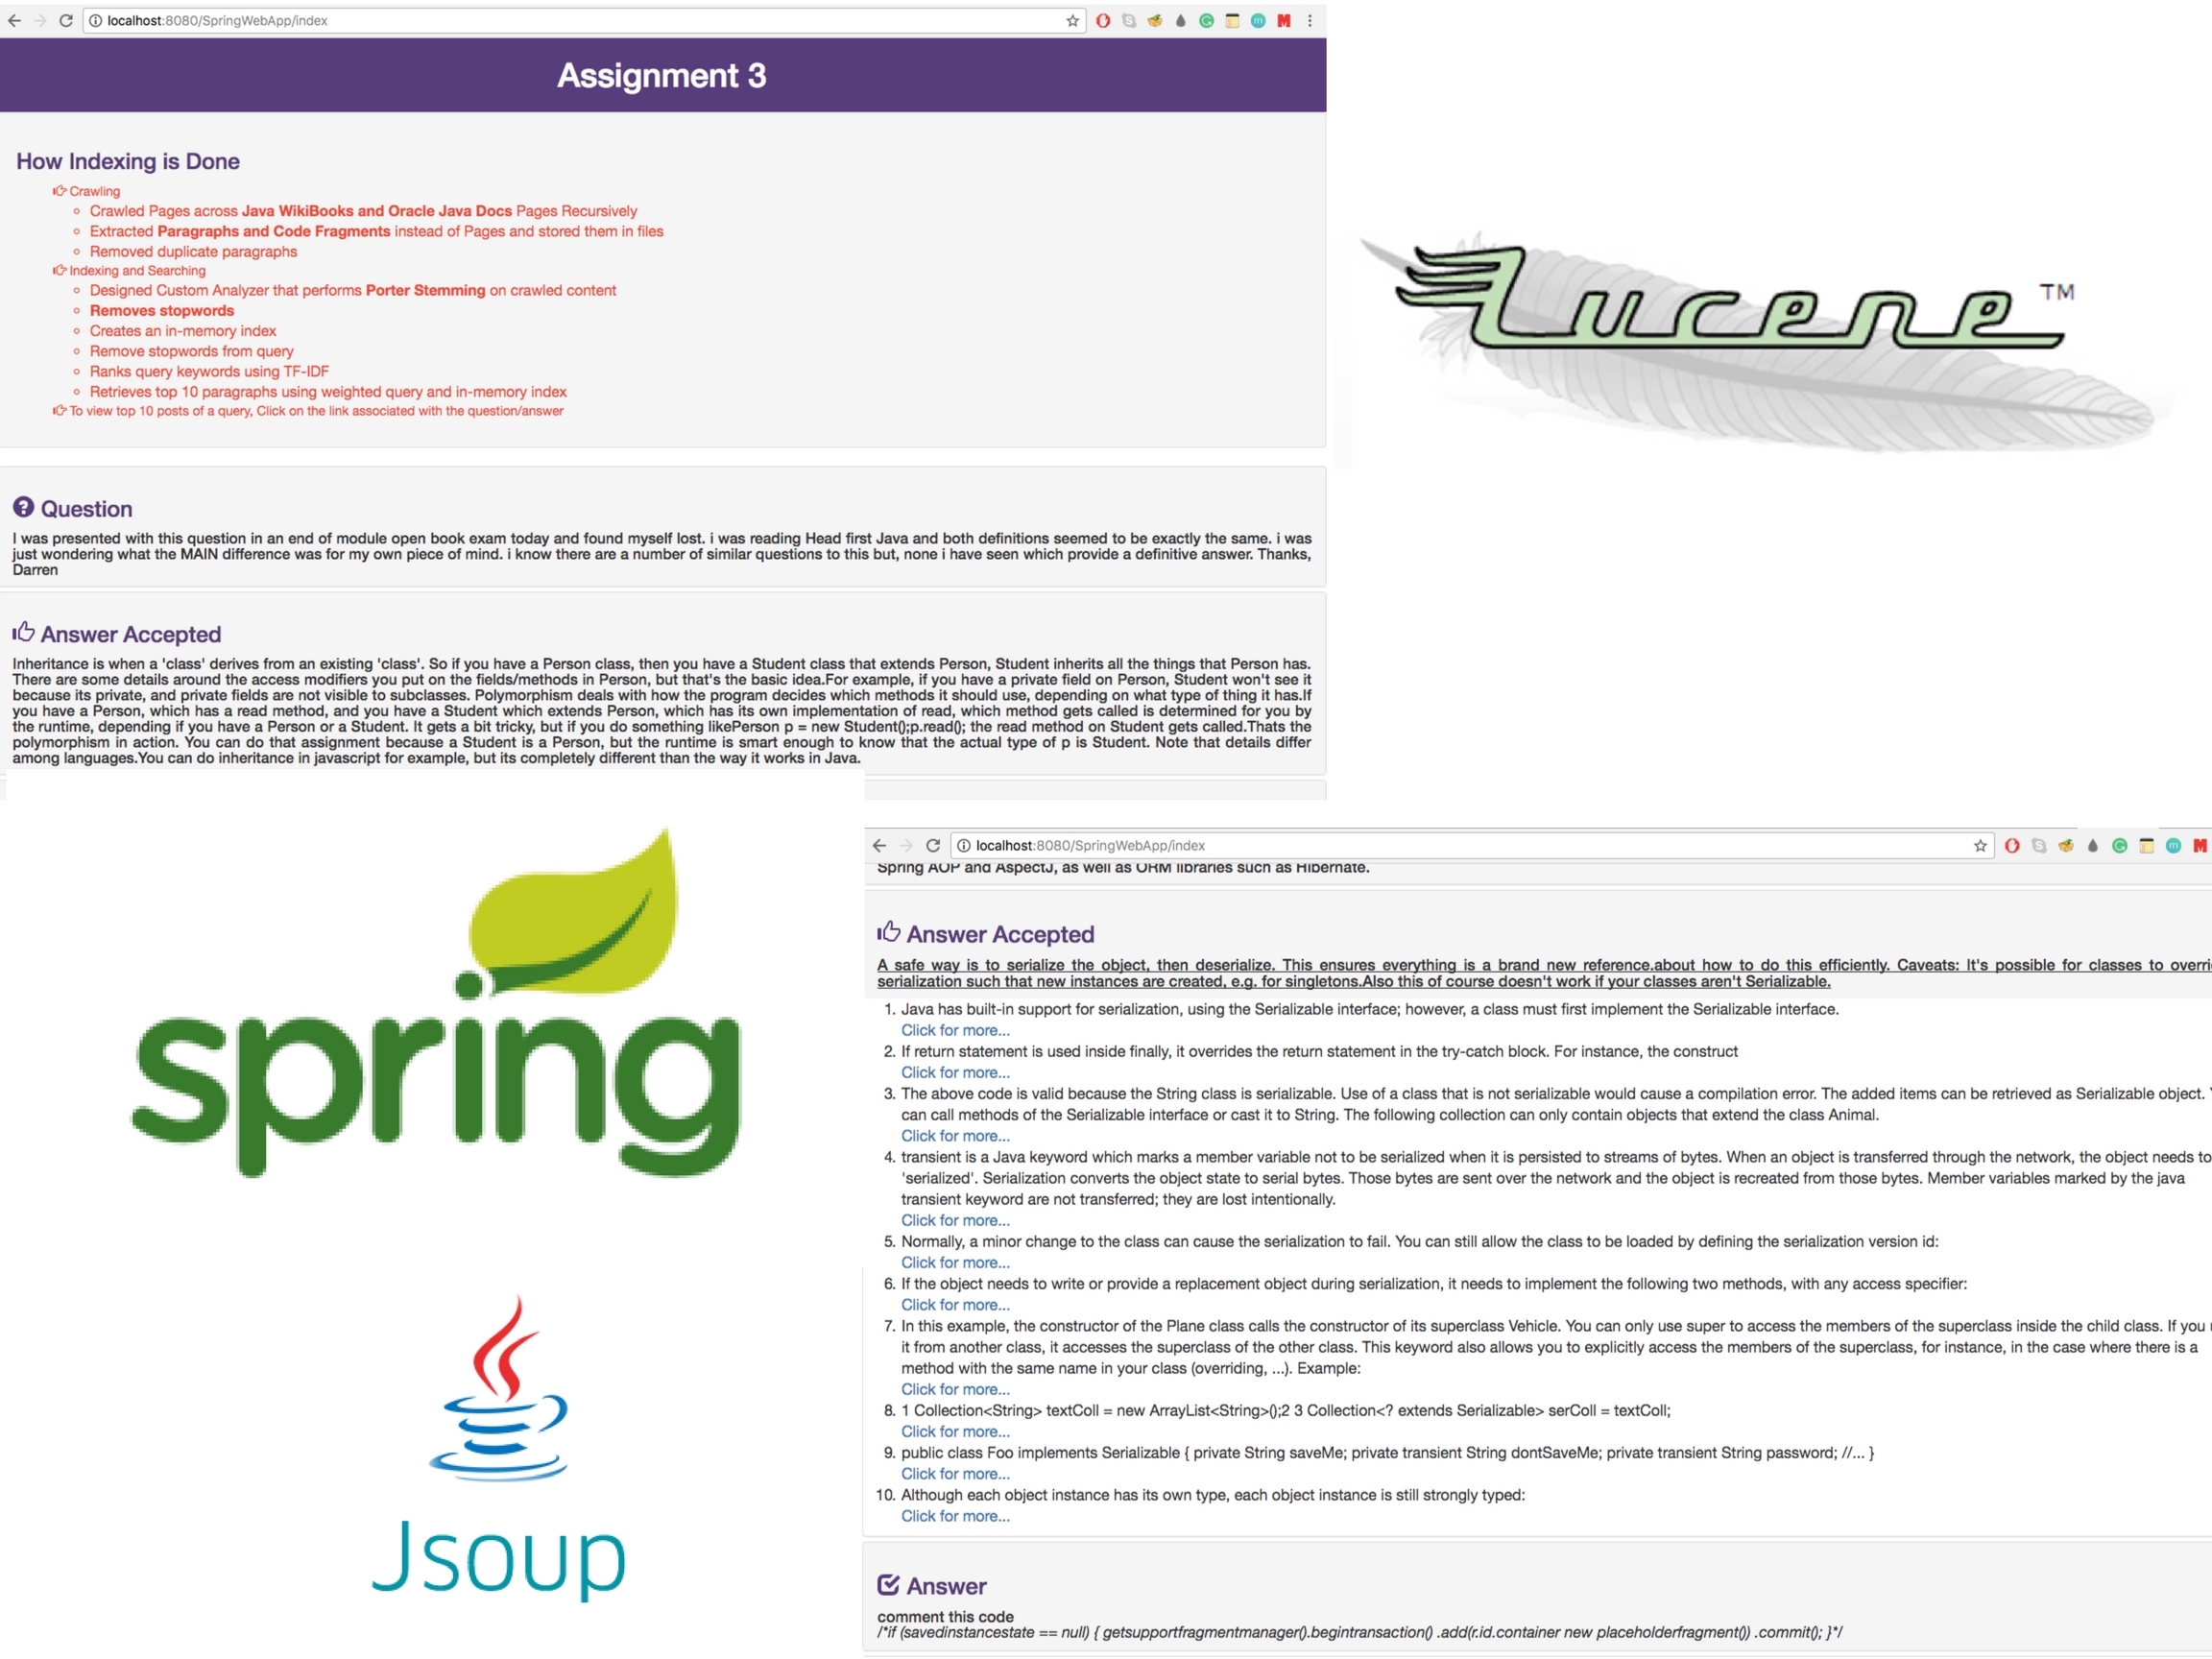 localhost:8080/SpringWebApp/index
Assignment 3
How Indexing is Done
Crawling
Crawled Pages across Java WikiBooks and Oracle Java Docs Pages Recursively
Extracted Paragraphs and Code Fragments instead of Pages and stored them in files
Removed duplicate paragraphs
Indexing and Searching
Designed Custom Analyzer that performs Porter Stemming on crawled content
Removes stopwords
Creates an in-memory index
Remove stopwords from query
Ranks query keywords using TF-IDF
Retrieves top 10 paragraphs using weighted query and in-memory index
To view top 10 posts of a query, Click on the link associated with the question/answer
Question
I was presented with this question in an end of module open book exam today and found myself lost. i was reading Head first Java and both definitions seemed to be exactly the same. i was
just wondering what the MAIN difference was for my own piece of mind. i know there are a number of similar questions to this but, none i have seen which provide a definitive answer. Thanks,
Darren
Answer Accepted
Inheritance is when a 'class' derives from an existing 'class'. So if you have a Person class, then you have a Student class that extends Person, Student inherits all the things that Person has.
There are some details around the access modifiers you put on the fields/methods in Person, but that's the basic idea.For example, if you have a private field on Person, Student won't see it
because its private, and private fields are not visible to subclasses. Polymorphism deals with how the program decides which methods it should use, depending on what type of thing it has.If
you have a Person, which has a read method, and you have a Student which extends Person, which has its own implementation of read, which method gets called is determined for you by
the runtime, depending if you have a Person or a Student. It gets a bit tricky, but if you do something likePerson p = new Student();p.read(); the read method on Student gets called.Thats the
polymorphism in action. You can do that assignment because a Student is a Person, but the runtime is smart enough to know that the actual type of p is Student. Note that details differ
among languages.You can do inheritance in javascript for example, but its completely different than the way it works in Java.
Lucene TM
spring
Jsoup
localhost:8080/SpringWebApp/index
Spring AOP and AspectJ, as well as ORM libraries such as Hibernate.
Answer Accepted
A safe way is to serialize the object, then deserialize. This ensures everything is a brand new reference.about how to do this efficiently. Caveats: It's possible for classes to
serialization such that new instances are created, e.g. for singletons.Also this of course doesn't work if your classes aren't Serializable.
1. Java has built-in support for serialization, using the Serializable interface; however, a class must first implement the Serializable interface.
Click for more...
2. If return statement is used inside finally, it overrides the return statement in the try-catch block. For instance, the construct
Click for more...
3. The above code is valid because the String class is serializable. Use of a class that is not serializable would cause a compilation error. The added items can be retrieved as Serializable object.
can call methods of the Serializable interface or cast it to String. The following collection can only contain objects that extend the class Animal.
Click for more...
4. transient is a Java keyword which marks a member variable not to be serialized when it is persisted to streams of bytes. When an object is transferred through the network, the object needs to
'serialized'. Serialization converts the object state to serial bytes. Those bytes are sent over the network and the object is recreated from those bytes. Member variables marked by the java
transient keyword are not transferred; they are lost intentionally.
Click for more...
5. Normally, a minor change to the class can cause the serialization to fail. You can still allow the class to be loaded by defining the serialization version id:
Click for more...
6. If the object needs to write or provide a replacement object during serialization, it needs to implement the following two methods, with any access specifier:
Click for more...
7. In this example, the constructor of the Plane class calls the constructor of its superclass Vehicle. You can only use super to access the members of the superclass inside the child class. If you
it from another class, it accesses the superclass of the other class. This keyword also allows you to explicitly access the members of the superclass, for instance, in the case where there is a
method with the same name in your class (overriding, ...). Example:
Click for more...
8. 1 Collection<String> textColl = new ArrayList<String>();2 3 Collection<? extends Serializable> serColl = textColl;
Click for more...
9. public class Foo implements Serializable { private String saveMe; private transient String dontSaveMe; private transient String password; //... }
Click for more...
10. Although each object instance has its own type, each object instance is still strongly typed:
Click for more...
Answer
comment this code
/*if (savedinstancestate == null) { getsupportfragmentmanager().begintransaction() .add(r.id.container new placeholderfragment()) .commit(); }*/